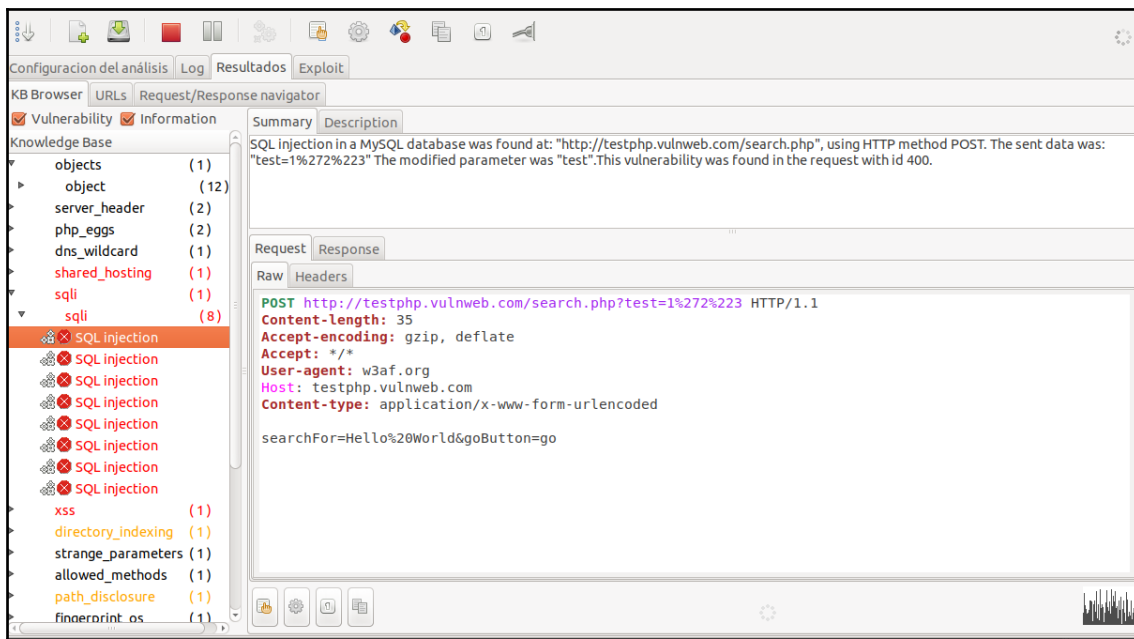 Configuracion del análisis Log Resultados Exploit
KB Browser URLs Request/Response navigator
Vulnerability Information
Knowledge Base
objects (1)
object (12)
server_header (2)
php_eggs (2)
dns_wildcard (1)
shared_hosting (1)
sqli (1)
sqli (8)
SQL injection
SQL injection
SQL injection
SQL injection
SQL injection
SQL injection
SQL injection
SQL injection
xss (1)
directory_indexing (1)
strange_parameters (1)
allowed_methods (1)
path_disclosure (1)
fingerprint_os (1)
Summary Description
SQL injection in a MySQL database was found at: "http://testphp.vulnweb.com/search.php", using HTTP method POST. The sent data was:
"test=1%272%223" The modified parameter was "test".This vulnerability was found in the request with id 400.
Request Response
Raw Headers
POST http://testphp.vulnweb.com/search.php?test=1%272%223 HTTP/1.1
Content-length: 35
Accept-encoding: gzip, deflate
Accept: */*
User-agent: w3af.org
Host: testphp.vulnweb.com
Content-type: application/x-www-form-urlencoded
searchFor=Hello%20World&goButton=go